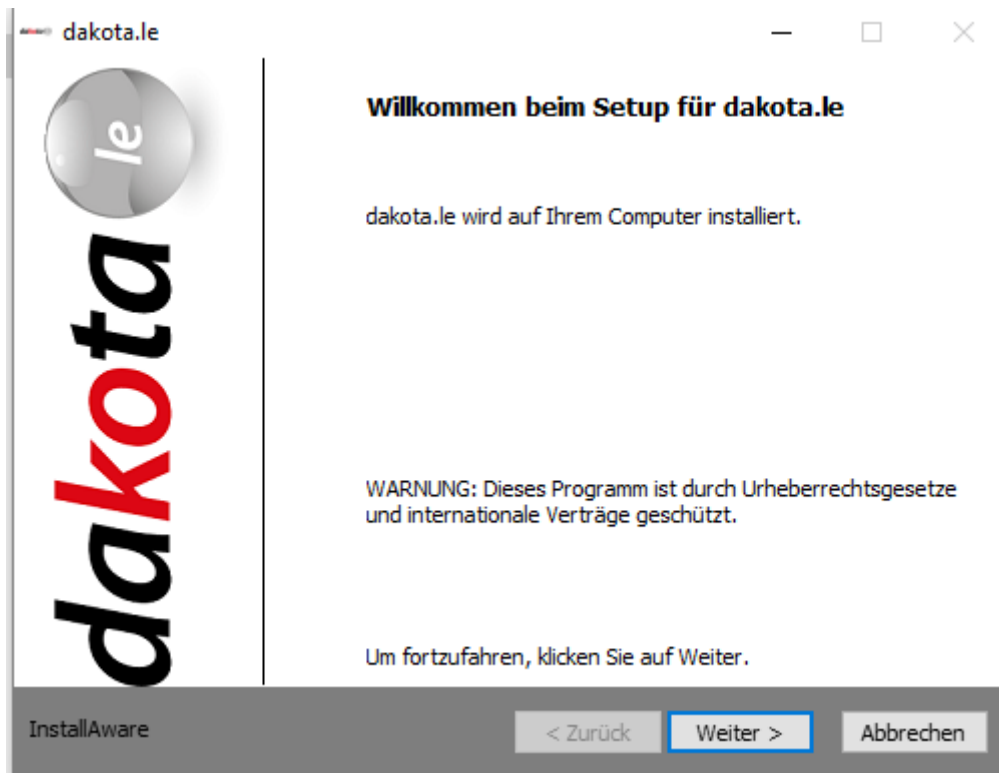 dakota.le
Willkommen beim Setup für dakota.le
dakota.le wird auf Ihrem Computer installiert.
WARNUNG: Dieses Programm ist durch Urheberrechtsgesetze
und internationale Verträge geschützt.
Um fortzufahren, klicken Sie auf Weiter.
dakota le
InstallAware
< Zurück
Weiter >
Abbrechen